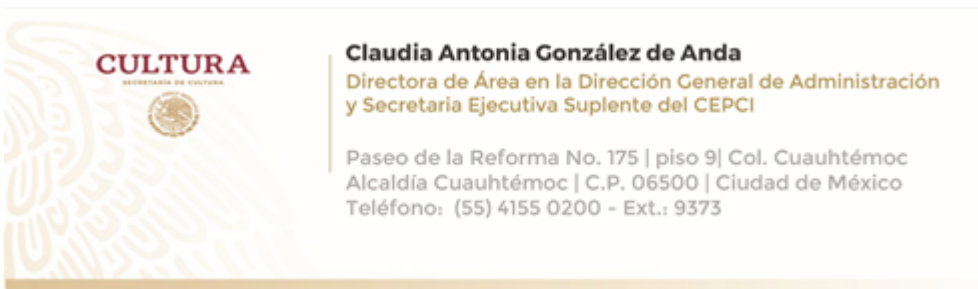 CULTURA
SECRETARÍA DE CULTURA
Claudia Antonia González de Anda
Directora de Área en la Dirección General de Administración
y Secretaria Ejecutiva Suplente del CEPCI
Paseo de la Reforma No. 175 | piso 9| Col. Cuauhtémoc
Alcaldía Cuauhtémoc | C.P. 06500 | Ciudad de México
Teléfono: (55) 4155 0200 - Ext.: 9373